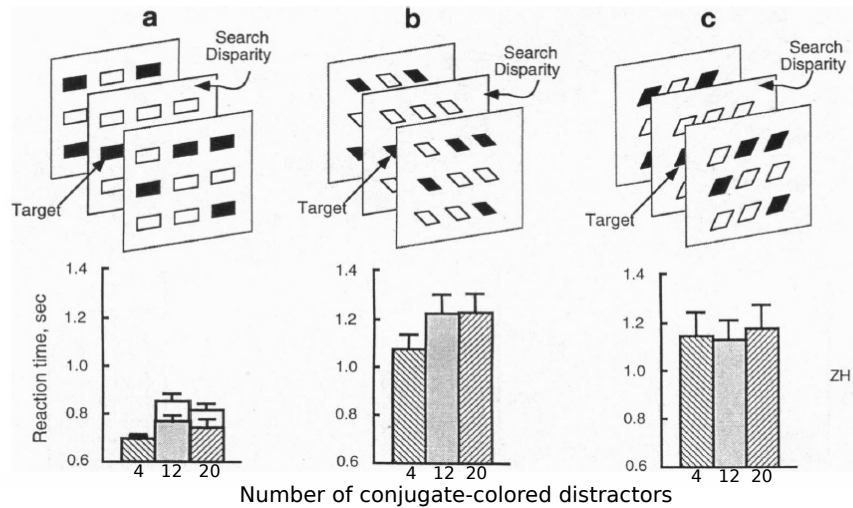 a
b
c
Search
Disparity
Search
Disparity
Search
Disparity
Target
Target
Target
Reaction time, sec
1.4
1.2
1.0
0.8
0.6
4 12 20
1.4
1.2
1.0
0.8
0.6
4 12 20
1.4
1.2
1.0
0.8
0.6
4 12 20
ZH
Number of conjugate-colored distractors